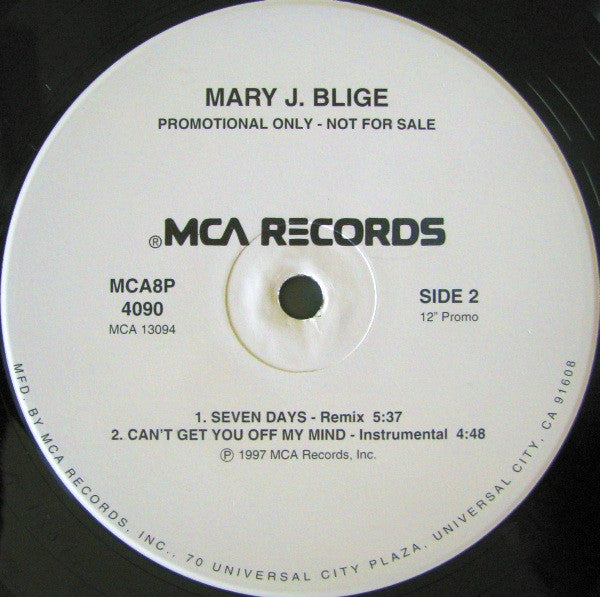 MARY J. BLIGE
PROMOTIONAL ONLY - NOT FOR SALE
®MCA RECORDS
MCA8P
4090
MCA 13094
SIDE 2
12" Promo
1. SEVEN DAYS - Remix 5:37
2. CAN'T GET YOU OFF MY MIND - Instrumental 4:48
℗ 1997 MCA Records, Inc.
MFD. BY MCA RECORDS, INC., 70 UNIVERSAL CITY PLAZA, UNIVERSAL CITY, CA 91608